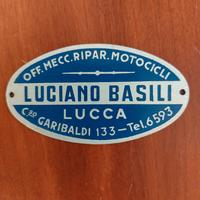 OFF. MECC. RIPAR. MOTOCICLI
LUCIANO BASILI
LUCCA
C.so GARIBALDI 133-Tel. 6593